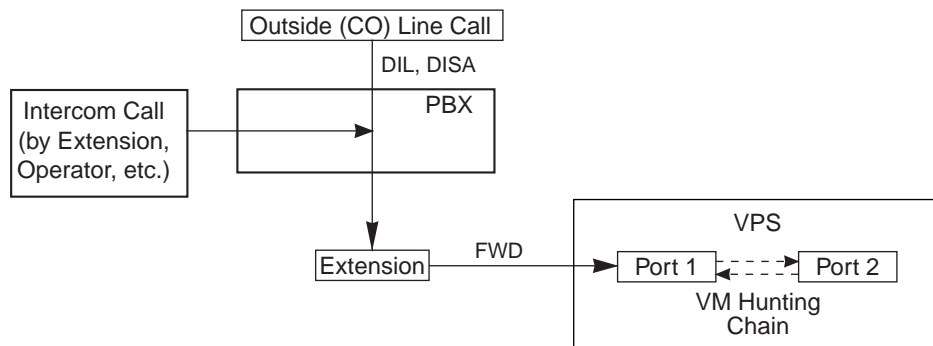 Outside (CO) Line Call
DIL, DISA
PBX
Intercom Call
(by Extension,
Operator, etc.)
VPS
Extension
FWD
Port 1
Port 2
VM Hunting
Chain